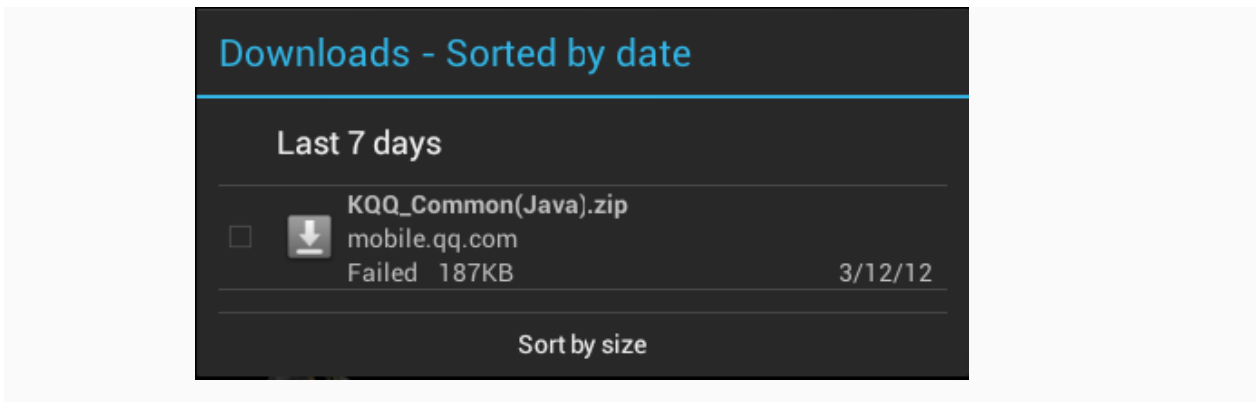 Downloads - Sorted by date
Last 7 days
KQQ_Common(Java).zip
mobile.qq.com
Failed 187KB 3/12/12
Sort by size